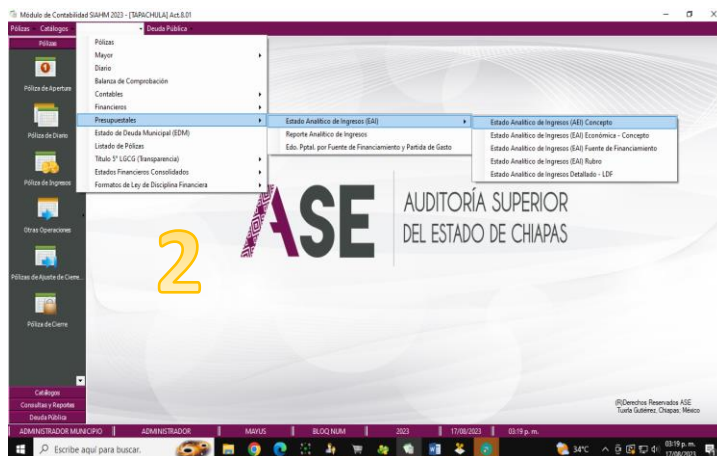 Módulo de Contabilidad SIAHM 2023 - [TAPACHULA] Act.8.01
Pólizas Catálogos Deuda Pública
Pólizas
Póliza de Apertura
Póliza de Diario
Póliza de Ingresos
Otras Operaciones
Pólizas de Ajuste de Cierre...
Póliza de Cierre
Catálogos
Consultas y Reportes
Deuda Pública
Pólizas
Mayor
Diario
Balanza de Comprobación
Contables
Financieros
Presupuestales
Estado de Deuda Municipal (EDM)
Listado de Pólizas
Título 5° LGCG (Transparencia)
Estados Financieros Consolidados
Formatos de Ley de Disciplina Financiera
Estado Analítico de Ingresos (EAI)
Reporte Analítico de Ingresos
Edo. Pptal. por Fuente de Financiamiento y Partida de Gasto
Estado Analítico de Ingresos (AEI) Concepto
Estado Analítico de Ingresos (EAI) Económica - Concepto
Estado Analítico de Ingresos (EAI) Fuente de Financiamiento
Estado Analítico de Ingresos (EAI) Rubro
Estado Analítico de Ingresos Detallado - LDF
2
ASE
AUDITORÍA SUPERIOR
DEL ESTADO DE CHIAPAS
(R)Derechos Reservados ASE
Tuxtla Gutiérrez, Chiapas, México
ADMINISTRADOR MUNICIPIO ADMINISTRADOR MAYUS BLOQ NUM 2023 17/08/2023 03:19 p. m.
Escribe aquí para buscar.
34°C
03:19 p. m.
17/08/2023